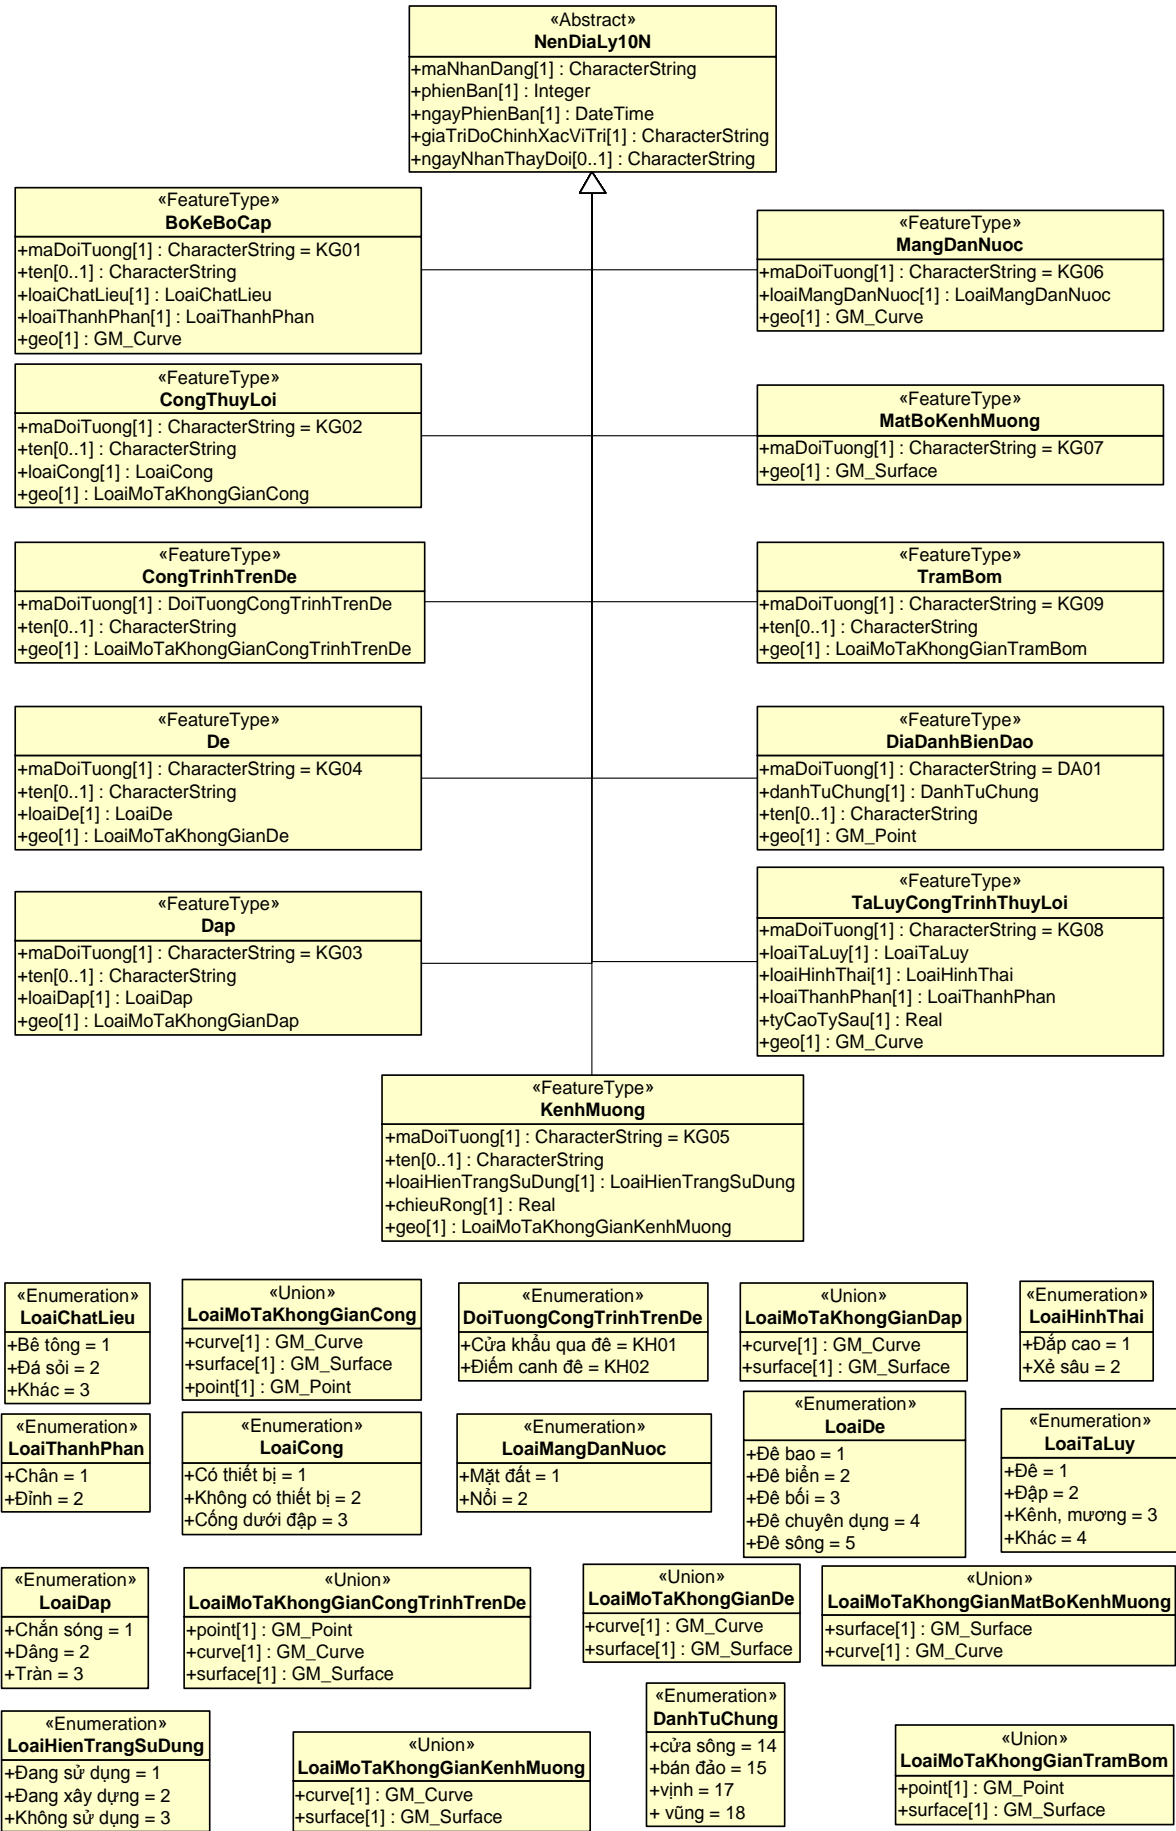 «Abstract»
NenDiaLy10N
+maNhanDang[1] : CharacterString
+phienBan[1] : Integer
+ngayPhienBan[1] : DateTime
+giaTriDoChinhXacViTri[1] : CharacterString
+ngayNhanThayDoi[0..1] : CharacterString
«FeatureType»
BoKeBoCap
+maDoiTuong[1] : CharacterString = KG01
+ten[0..1] : CharacterString
+loaiChatLieu[1] : LoaiChatLieu
+loaiThanhPhan[1] : LoaiThanhPhan
+geo[1] : GM_Curve
«FeatureType»
MangDanNuoc
+maDoiTuong[1] : CharacterString = KG06
+loaiMangDanNuoc[1] : LoaiMangDanNuoc
+geo[1] : GM_Curve
«FeatureType»
CongThuyLoi
+maDoiTuong[1] : CharacterString = KG02
+ten[0..1] : CharacterString
+loaiCong[1] : LoaiCong
+geo[1] : LoaiMoTaKhongGianCong
«FeatureType»
MatBoKenhMuong
+maDoiTuong[1] : CharacterString = KG07
+geo[1] : GM_Surface
«FeatureType»
CongTrinhTrenDe
+maDoiTuong[1] : DoiTuongCongTrinhTrenDe
+ten[0..1] : CharacterString
+geo[1] : LoaiMoTaKhongGianCongTrinhTrenDe
«FeatureType»
TramBom
+maDoiTuong[1] : CharacterString = KG09
+ten[0..1] : CharacterString
+geo[1] : LoaiMoTaKhongGianTramBom
«FeatureType»
De
+maDoiTuong[1] : CharacterString = KG04
+ten[0..1] : CharacterString
+loaiDe[1] : LoaiDe
+geo[1] : LoaiMoTaKhongGianDe
«FeatureType»
DiaDanhBienDao
+maDoiTuong[1] : CharacterString = DA01
+danhTuChung[1] : DanhTuChung
+ten[0..1] : CharacterString
+geo[1] : GM_Point
«FeatureType»
Dap
+maDoiTuong[1] : CharacterString = KG03
+ten[0..1] : CharacterString
+loaiDap[1] : LoaiDap
+geo[1] : LoaiMoTaKhongGianDap
«FeatureType»
TaLuyCongTrinhThuyLoi
+maDoiTuong[1] : CharacterString = KG08
+loaiTaLuy[1] : LoaiTaLuy
+loaiHinhThai[1] : LoaiHinhThai
+loaiThanhPhan[1] : LoaiThanhPhan
+tyCaoTySau[1] : Real
+geo[1] : GM_Curve
«FeatureType»
KenhMuong
+maDoiTuong[1] : CharacterString = KG05
+ten[0..1] : CharacterString
+loaiHienTrangSuDung[1] : LoaiHienTrangSuDung
+chieuRong[1] : Real
+geo[1] : LoaiMoTaKhongGianKenhMuong
«Enumeration»
LoaiChatLieu
+Bê tông = 1
+Đá sỏi = 2
+Khác = 3
«Union»
LoaiMoTaKhongGianCong
+curve[1] : GM_Curve
+surface[1] : GM_Surface
+point[1] : GM_Point
«Enumeration»
DoiTuongCongTrinhTrenDe
+Cửa khẩu qua đê = KH01
+Điếm canh đê = KH02
«Union»
LoaiMoTaKhongGianDap
+curve[1] : GM_Curve
+surface[1] : GM_Surface
«Enumeration»
LoaiHinhThai
+Đắp cao = 1
+Xẻ sâu = 2
«Enumeration»
LoaiThanhPhan
+Chân = 1
+Đỉnh = 2
«Enumeration»
LoaiCong
+Có thiết bị = 1
+Không có thiết bị = 2
+Cống dưới đập = 3
«Enumeration»
LoaiMangDanNuoc
+Mặt đất = 1
+Nổi = 2
«Enumeration»
LoaiDe
+Đê bao = 1
+Đê biển = 2
+Đê bối = 3
+Đê chuyên dụng = 4
+Đê sông = 5
«Enumeration»
LoaiTaLuy
+Đê = 1
+Đập = 2
+Kênh, mương = 3
+Khác = 4
«Enumeration»
LoaiDap
+Chắn sóng = 1
+Dâng = 2
+Tràn = 3
«Union»
LoaiMoTaKhongGianCongTrinhTrenDe
+point[1] : GM_Point
+curve[1] : GM_Curve
+surface[1] : GM_Surface
«Union»
LoaiMoTaKhongGianDe
+curve[1] : GM_Curve
+surface[1] : GM_Surface
«Union»
LoaiMoTaKhongGianMatBoKenhMuong
+surface[1] : GM_Surface
+curve[1] : GM_Curve
«Enumeration»
LoaiHienTrangSuDung
+Đang sử dụng = 1
+Đang xây dựng = 2
+Không sử dụng = 3
«Union»
LoaiMoTaKhongGianKenhMuong
+curve[1] : GM_Curve
+surface[1] : GM_Surface
«Enumeration»
DanhTuChung
+cửa sông = 14
+bán đảo = 15
+vịnh = 17
+ vũng = 18
«Union»
LoaiMoTaKhongGianTramBom
+point[1] : GM_Point
+surface[1] : GM_Surface